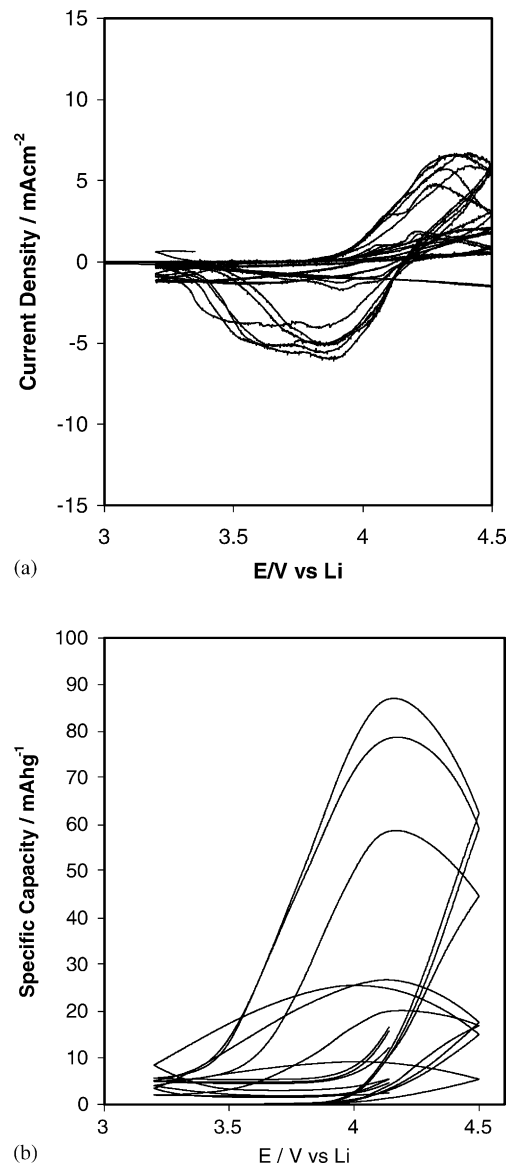 15
10
5
0
-5
-10
-15
Current Density / mAcm⁻²
3 3.5 4 4.5
(a)
E/V vs Li
100
90
80
70
60
50
40
30
20
10
0
Specific Capacity / mAhg⁻¹
3 3.5 4 4.5
(b)
E / V vs Li